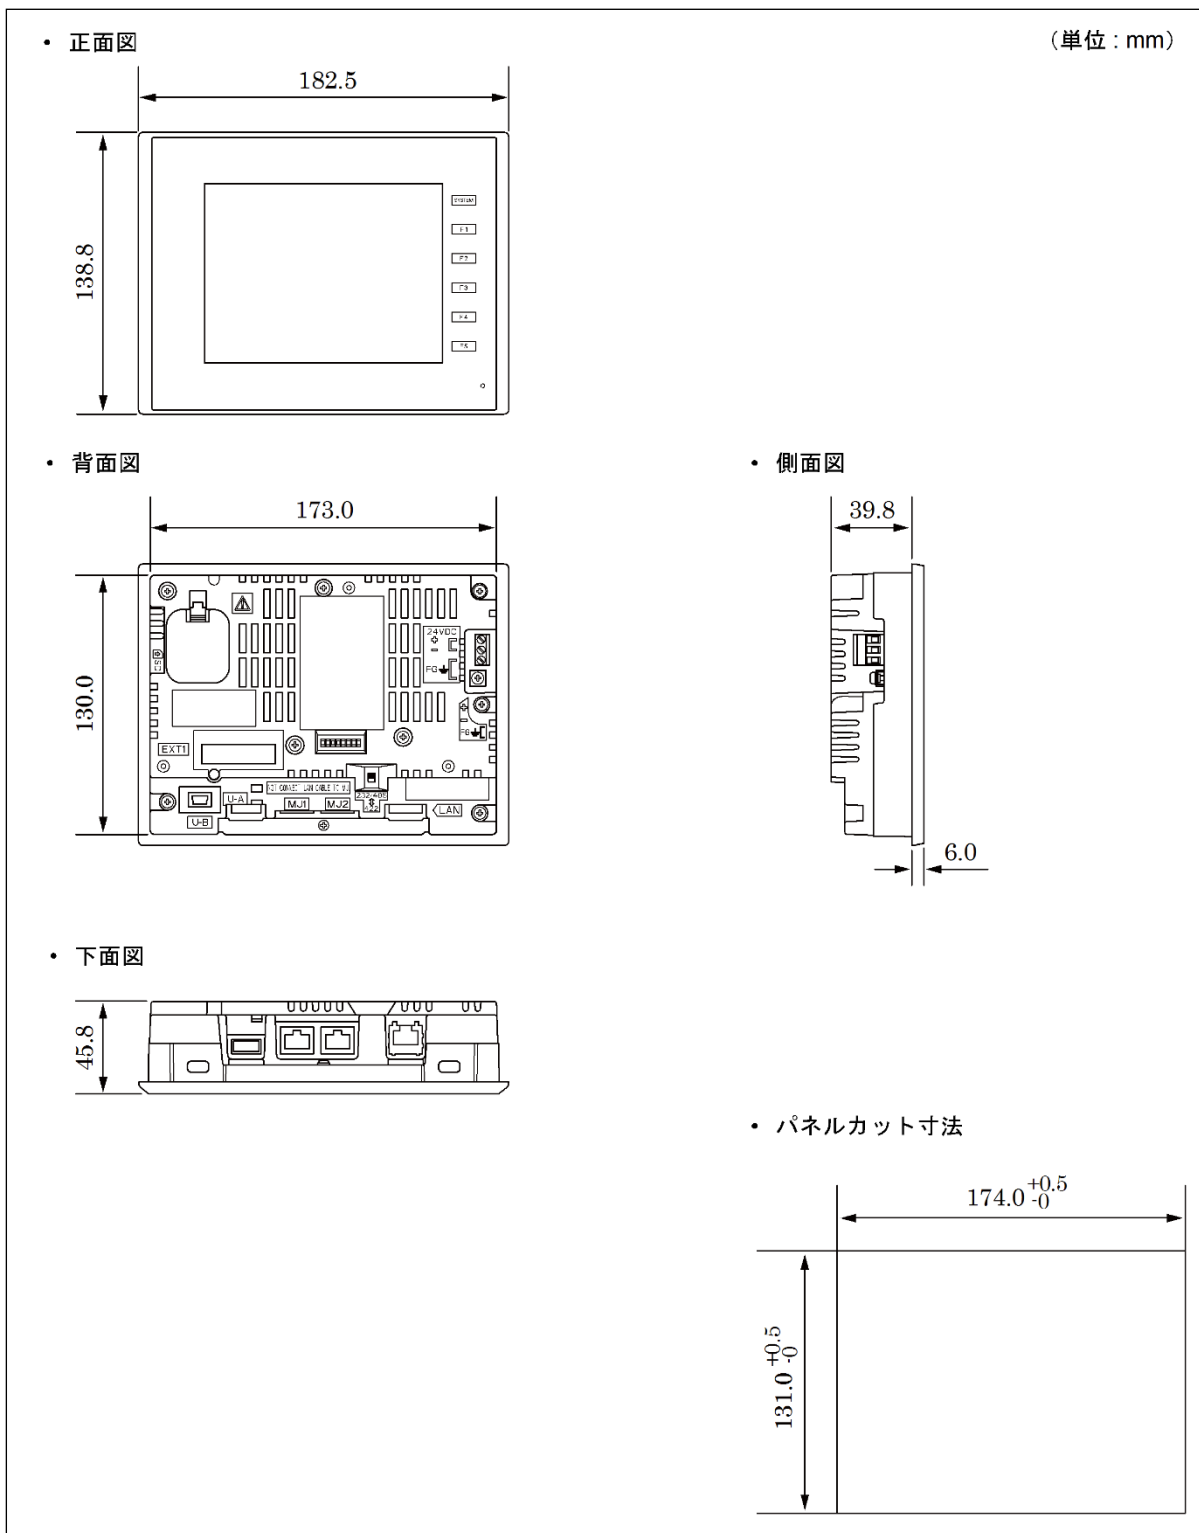 • 正面図
（単位 : mm）
182.5
138.8
SYSTEM
F1
F2
F3
F4
F5
• 背面図
173.0
130.0
24VDC
+
−
FG
+
−
FG
EXT1
U-A
U-B
MJ1
MJ2
LAN
• 側面図
39.8
6.0
• 下面図
45.8
• パネルカット寸法
174.0 +0.5 -0
131.0 +0.5 -0